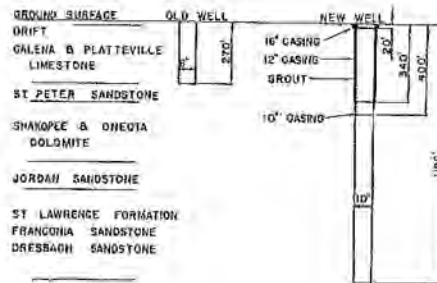 GROUND SURFACE OLD WELL NEW WELL
DRIFT
GALENA & PLATTEVILLE
LIMESTONE
ST PETER SANDSTONE
SHAKOPEE & ONEOTA
DOLOMITE
JORDAN SANDSTONE
ST LAWRENCE FORMATION
FRANCONIA SANDSTONE
DRESBACH SANDSTONE
270'
16" CASING
12" CASING
GROUT
10" CASING
20'
340'
400'
10"